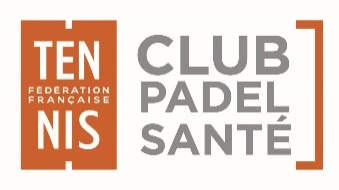 TEN
FÉDÉRATION
FRANÇAISE
NIS
CLUB
PADEL
SANTÉ